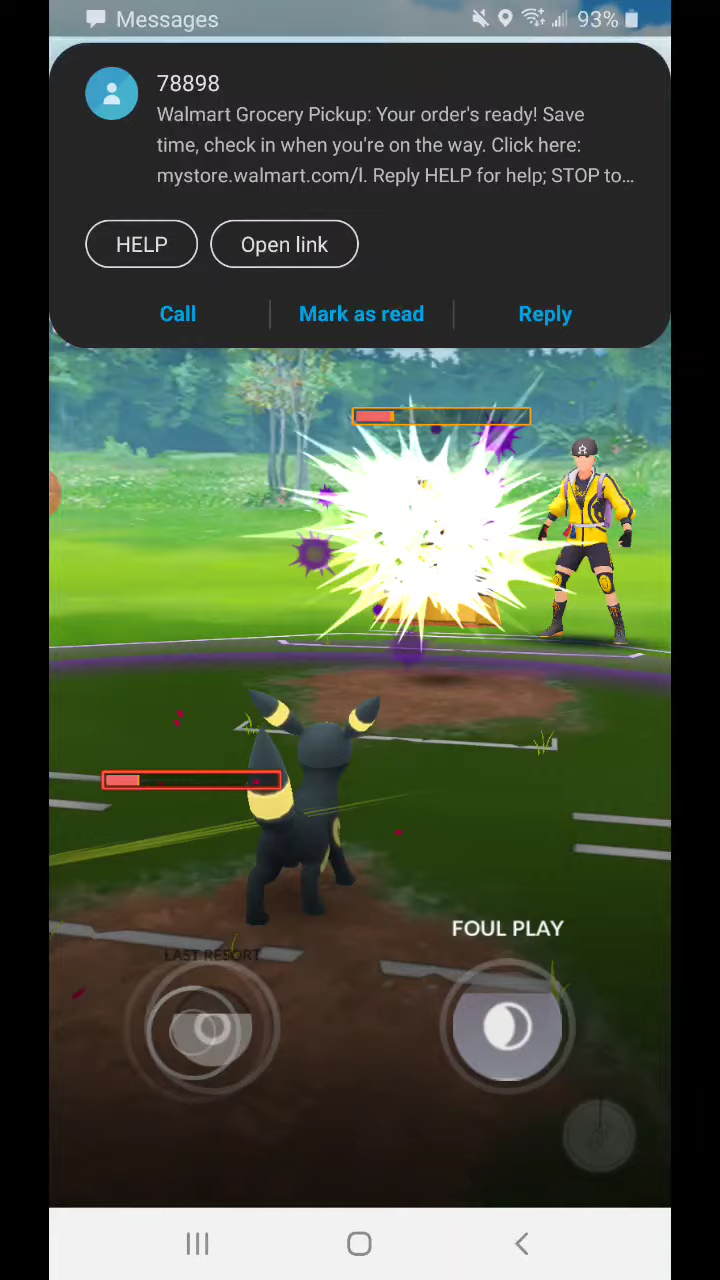 Messages
93%
78898
Walmart Grocery Pickup: Your order's ready! Save
time, check in when you're on the way. Click here:
mystore.walmart.com/l. Reply HELP for help; STOP to…
HELP
Open link
Call
Mark as read
Reply
FOUL PLAY
LAST RESORT